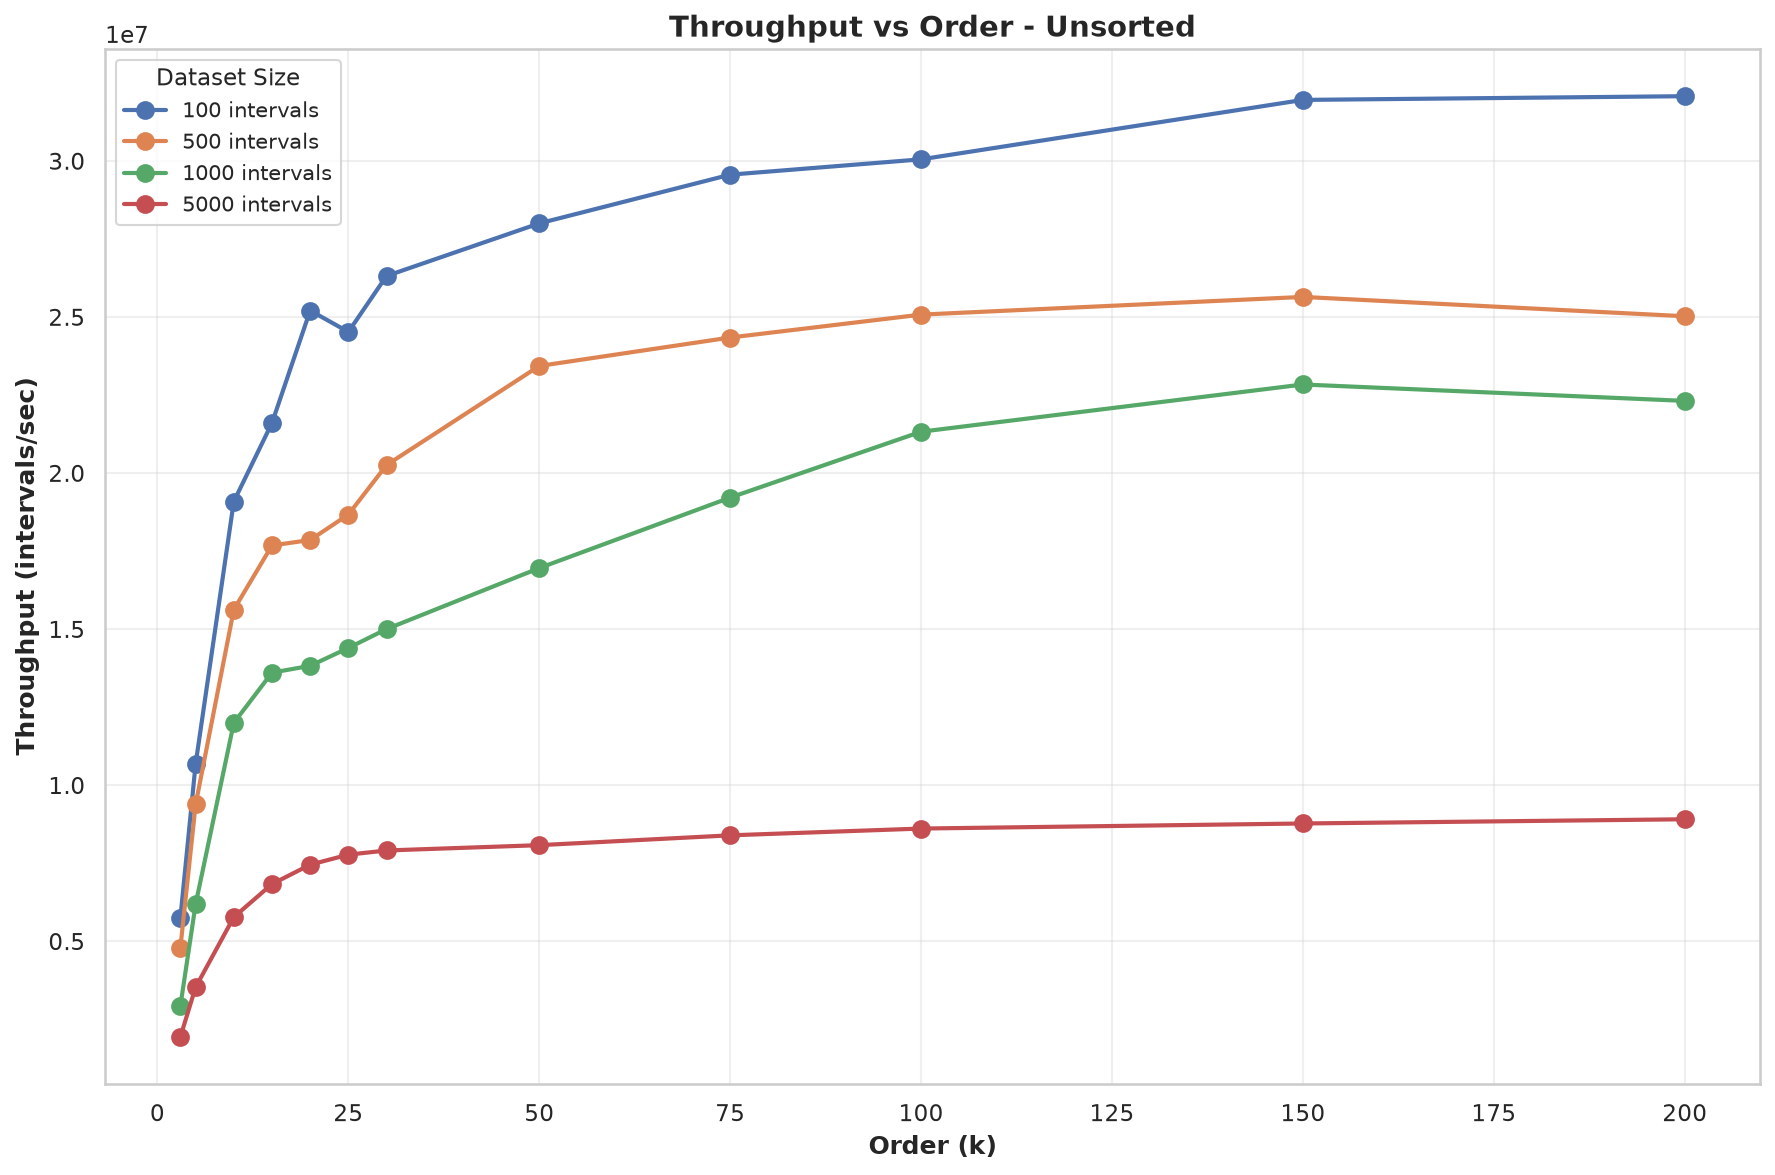 Throughput vs Order - Unsorted
1e7
Dataset Size
100 intervals
500 intervals
1000 intervals
5000 intervals
3.0
2.5
2.0
1.5
1.0
0.5
Throughput (intervals/sec)
0 25 50 75 100 125 150 175 200
Order (k)